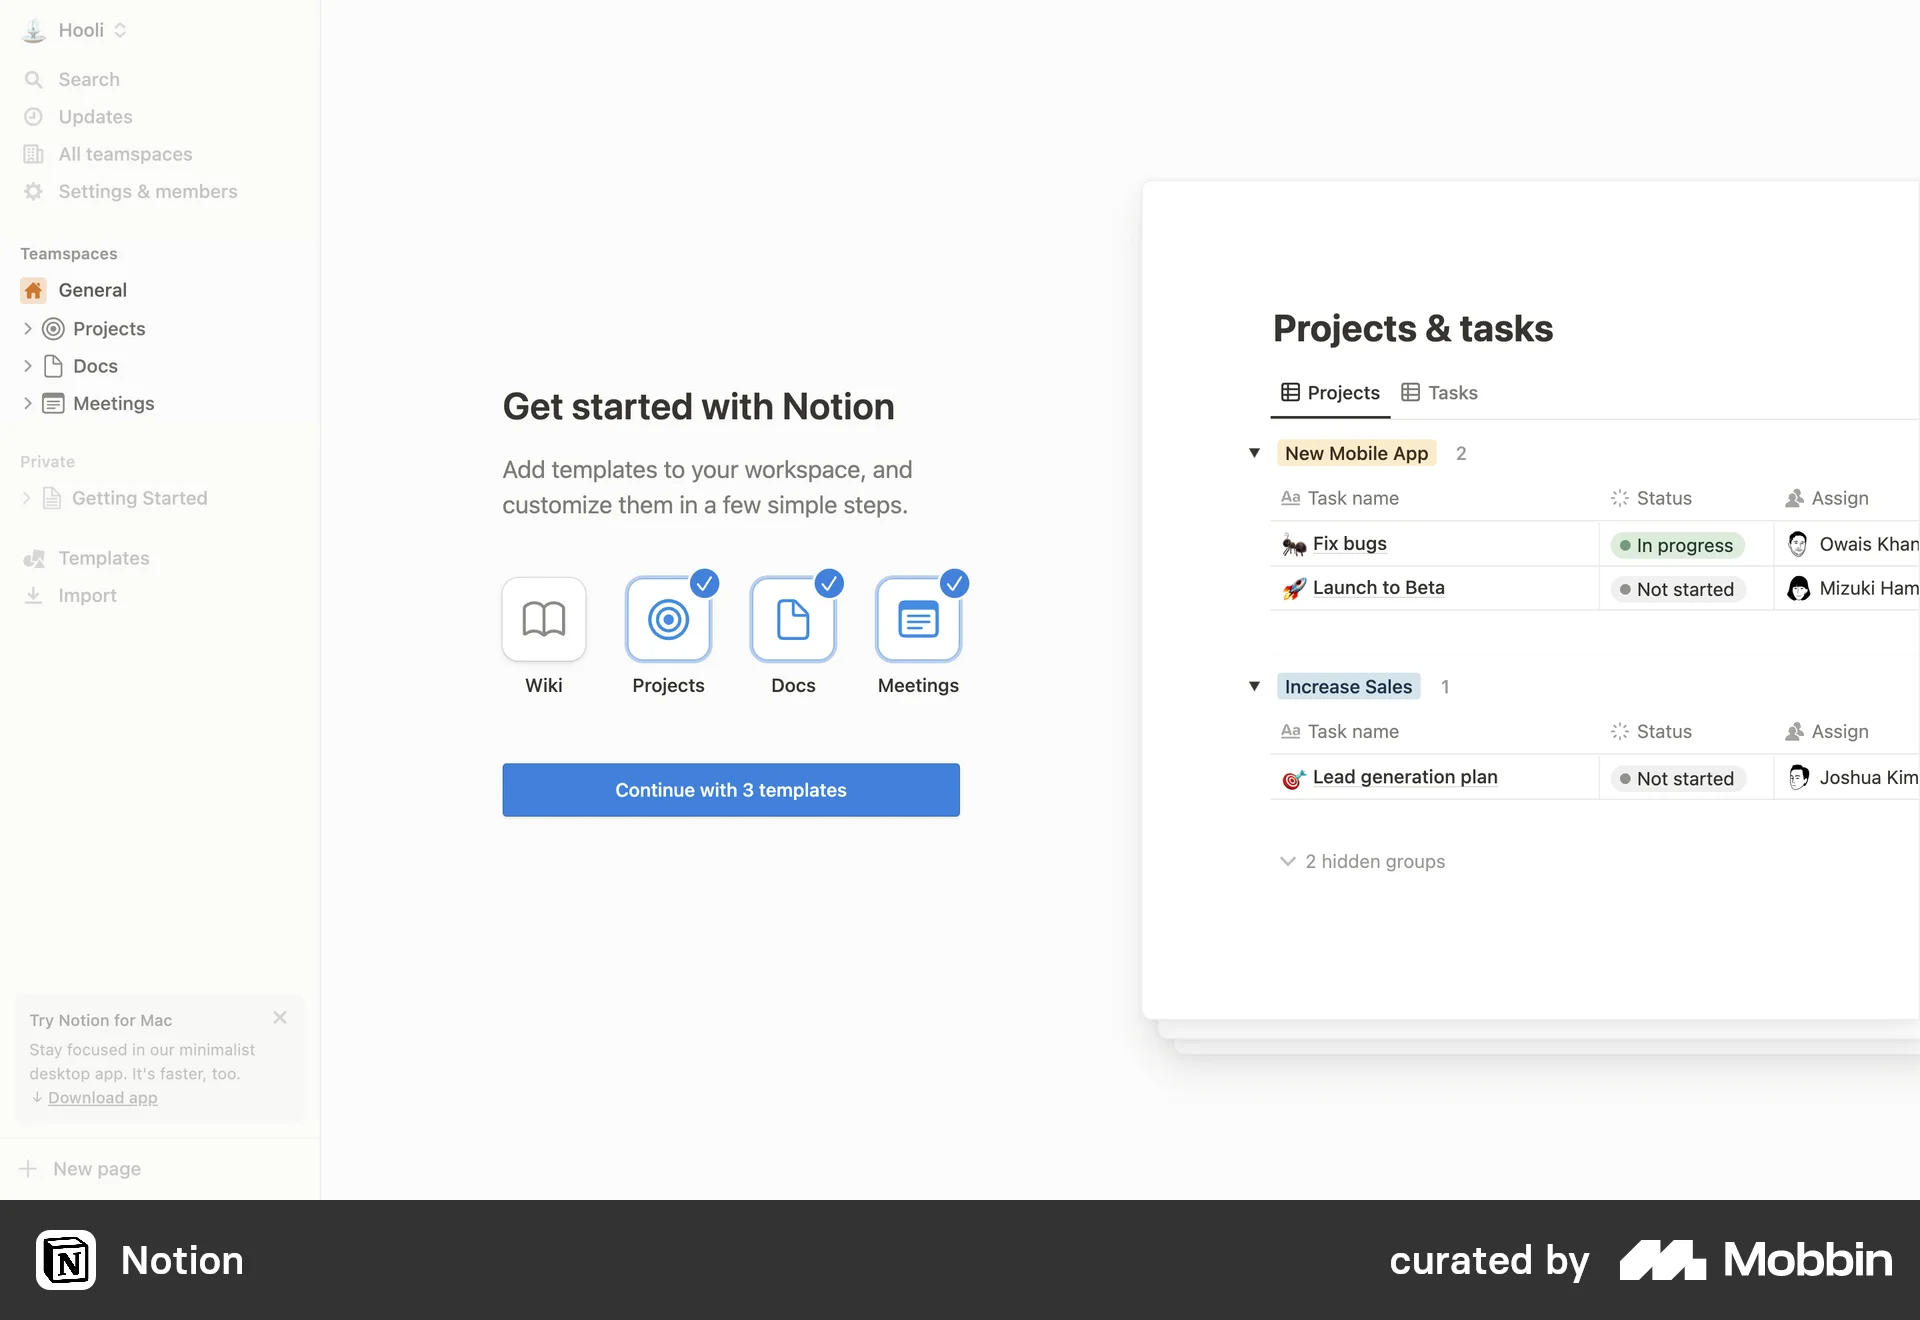 Hooli
Search
Updates
All teamspaces
Settings & members
Teamspaces
General
Projects
Docs
Meetings
Private
Getting Started
Templates
Import
Try Notion for Mac
Stay focused in our minimalist
desktop app. It's faster, too.
↓ Download app
New page
Get started with Notion
Add templates to your workspace, and
customize them in a few simple steps.
Wiki Projects Docs Meetings
Continue with 3 templates
Projects & tasks
Projects Tasks
New Mobile App 2
Aa Task name Status Assign
Fix bugs In progress Owais Khan
Launch to Beta Not started Mizuki Ham
Increase Sales 1
Aa Task name Status Assign
Lead generation plan Not started Joshua Kim
2 hidden groups
N Notion
curated by Mobbin